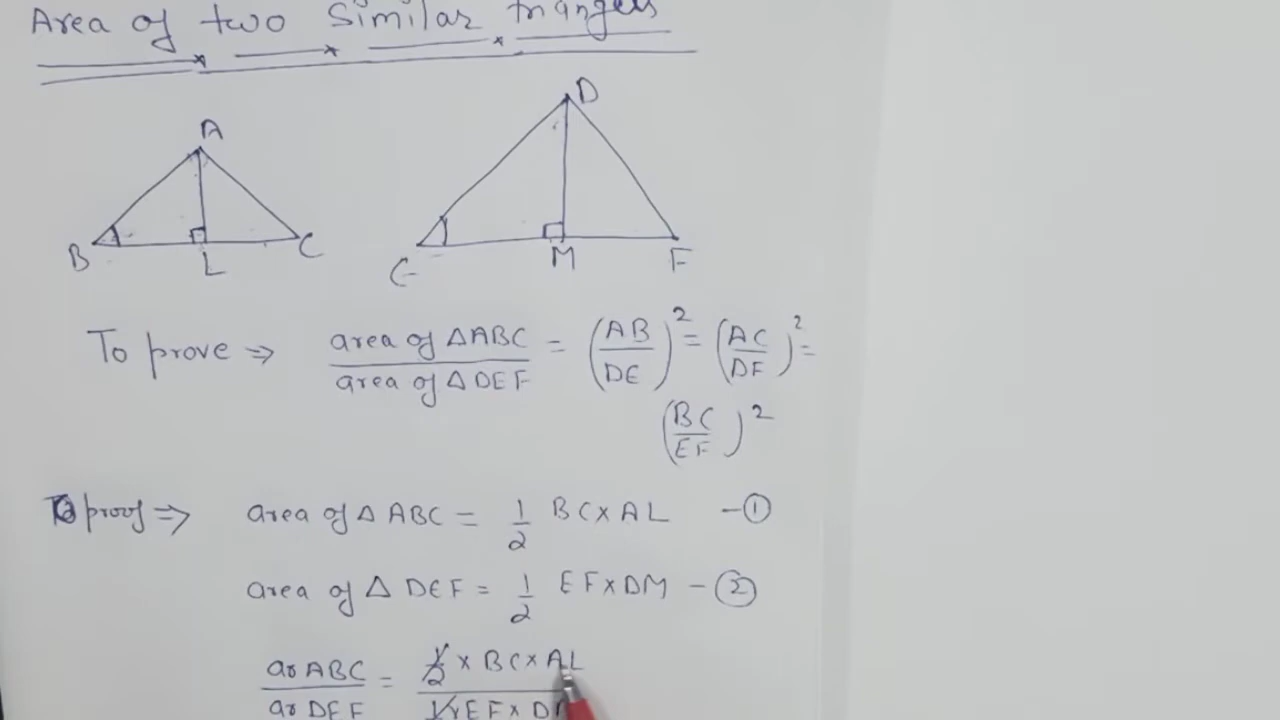 Area of two Similar triangels
A
D
B
L
C
E
M
F
To prove ⇒ area of ΔABC / area of ΔDEF = (AB/DE)² = (AC/DF)² =
(BC/EF)²
proof ⇒ area of Δ ABC = 1/2 BC×AL -①
area of Δ DEF = 1/2 EF×DM -②
ar ABC / ar DEF = 1/2 × BC × AL / 1/2 × EF × DM